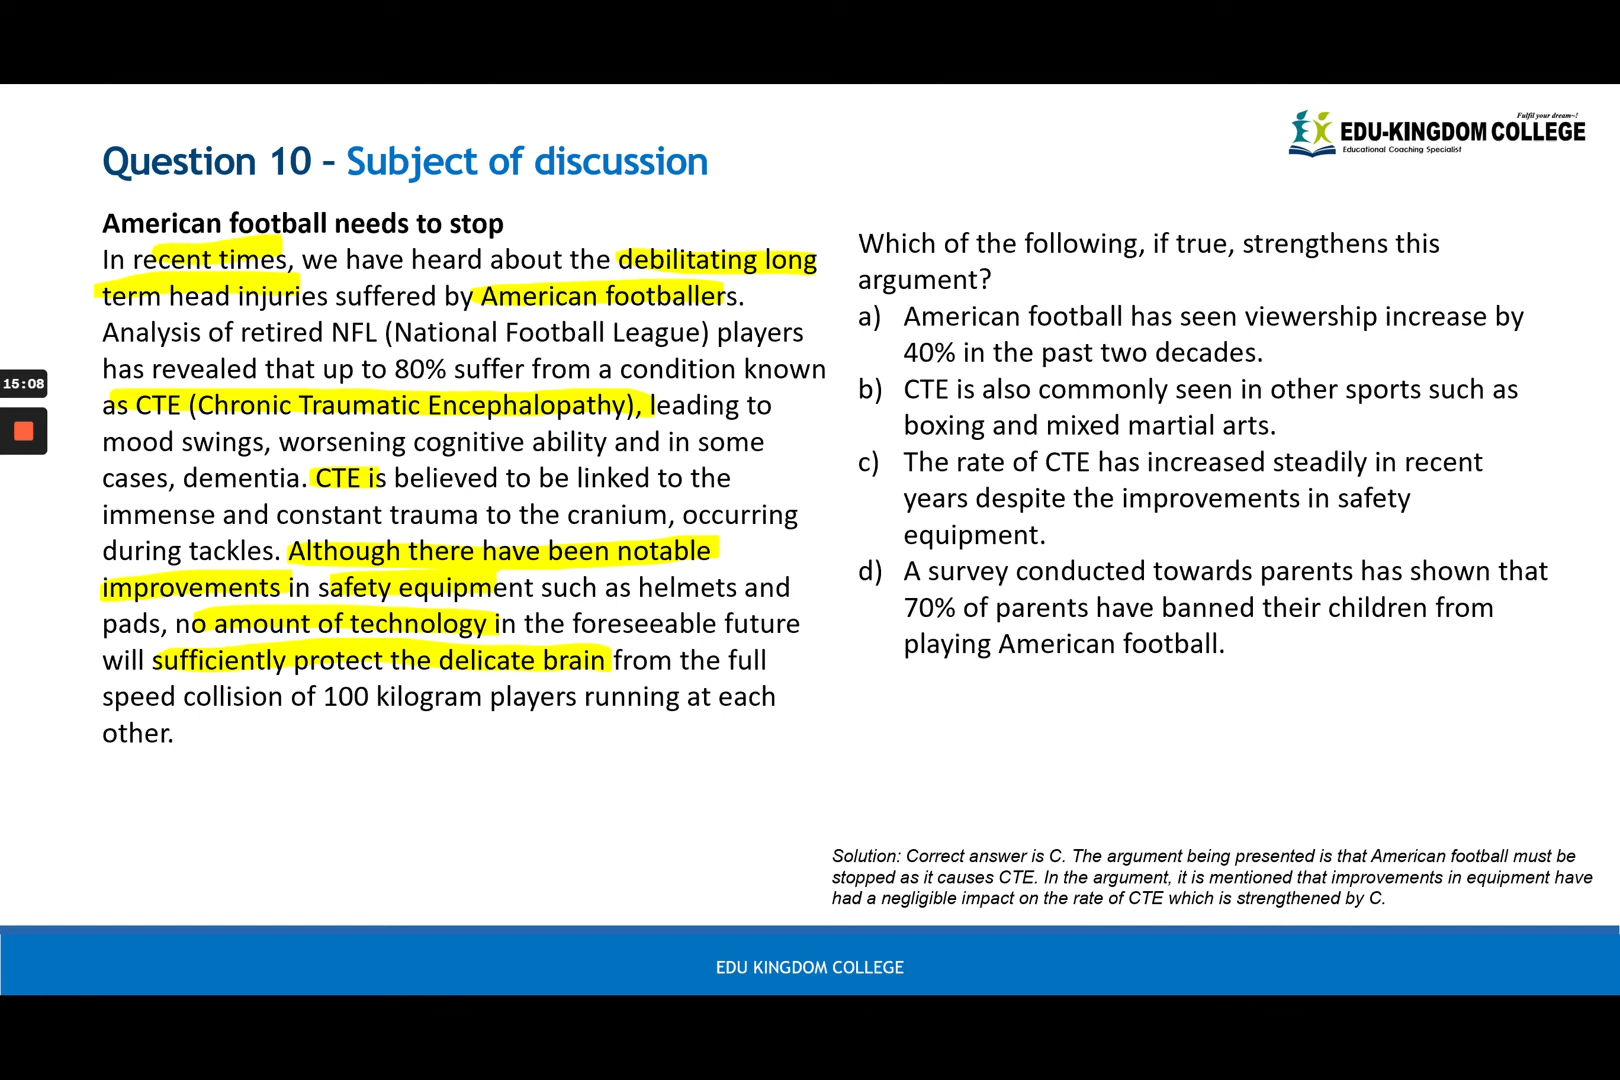 Fulfil your dream~!
EDU-KINGDOM COLLEGE
Educational Coaching Specialist
Question 10 – Subject of discussion
American football needs to stop
In recent times, we have heard about the debilitating long
term head injuries suffered by American footballers.
Analysis of retired NFL (National Football League) players
has revealed that up to 80% suffer from a condition known
as CTE (Chronic Traumatic Encephalopathy), leading to
mood swings, worsening cognitive ability and in some
cases, dementia. CTE is believed to be linked to the
immense and constant trauma to the cranium, occurring
during tackles. Although there have been notable
improvements in safety equipment such as helmets and
pads, no amount of technology in the foreseeable future
will sufficiently protect the delicate brain from the full
speed collision of 100 kilogram players running at each
other.
15:08
Which of the following, if true, strengthens this
argument?
a) American football has seen viewership increase by
40% in the past two decades.
b) CTE is also commonly seen in other sports such as
boxing and mixed martial arts.
c) The rate of CTE has increased steadily in recent
years despite the improvements in safety
equipment.
d) A survey conducted towards parents has shown that
70% of parents have banned their children from
playing American football.
Solution: Correct answer is C. The argument being presented is that American football must be
stopped as it causes CTE. In the argument, it is mentioned that improvements in equipment have
had a negligible impact on the rate of CTE which is strengthened by C.
EDU KINGDOM COLLEGE